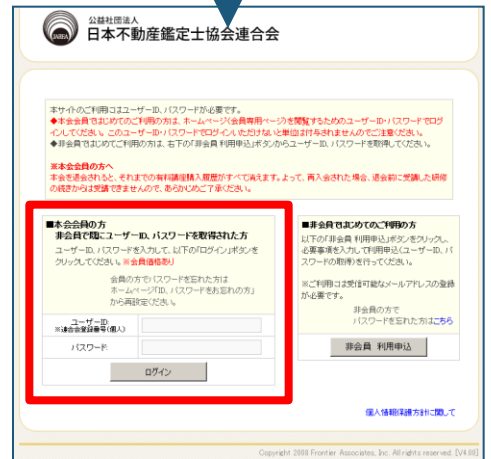 JAREA
公益社団法人
日本不動産鑑定士協会連合会
本サイトのご利用にはユーザーID、パスワードが必要です。
◆本会会員ではじめてのご利用の方は、ホームページ(会員専用ページ)を閲覧するためのユーザーID・パスワードでログ
インしてください。このユーザーID・パスワードでログインいただけないと単位は付与されませんのでご注意ください。
◆非会員ではじめてご利用の方は、右下の「非会員 利用申込」ボタンからユーザーID、パスワードを取得してください。
※本会会員の方へ
本会を退会されると、それまでの有料講座購入履歴がすべて消えます。よって、再入会された場合、退会前に受講した研修
の続きからは受講できませんので、あらかじめご了承ください。
■本会会員の方
非会員で既にユーザーID、パスワードを取得された方
ユーザーID、パスワードを入力して、以下の「ログイン」ボタンを
クリックしてください。※会員価格あり
会員の方でパスワードを忘れた方は
ホームページ「ID、パスワードをお忘れの方」
から再設定ください。
ユーザーID:
※連合会登録番号(個人)
パスワード:
ログイン
■非会員ではじめてのご利用の方
以下の「非会員 利用申込」ボタンをクリックし、
必要事項を入力して利用申込(ユーザーID、パ
スワードの取得)を行ってください。
※ご利用には受信可能なメールアドレスの登録
が必要です。
非会員の方で
パスワードを忘れた方はこちら
非会員 利用申込
個人情報保護方針に関して
Copyright 2008 Frontier Associates, Inc. All rights reserved. [V4.00]